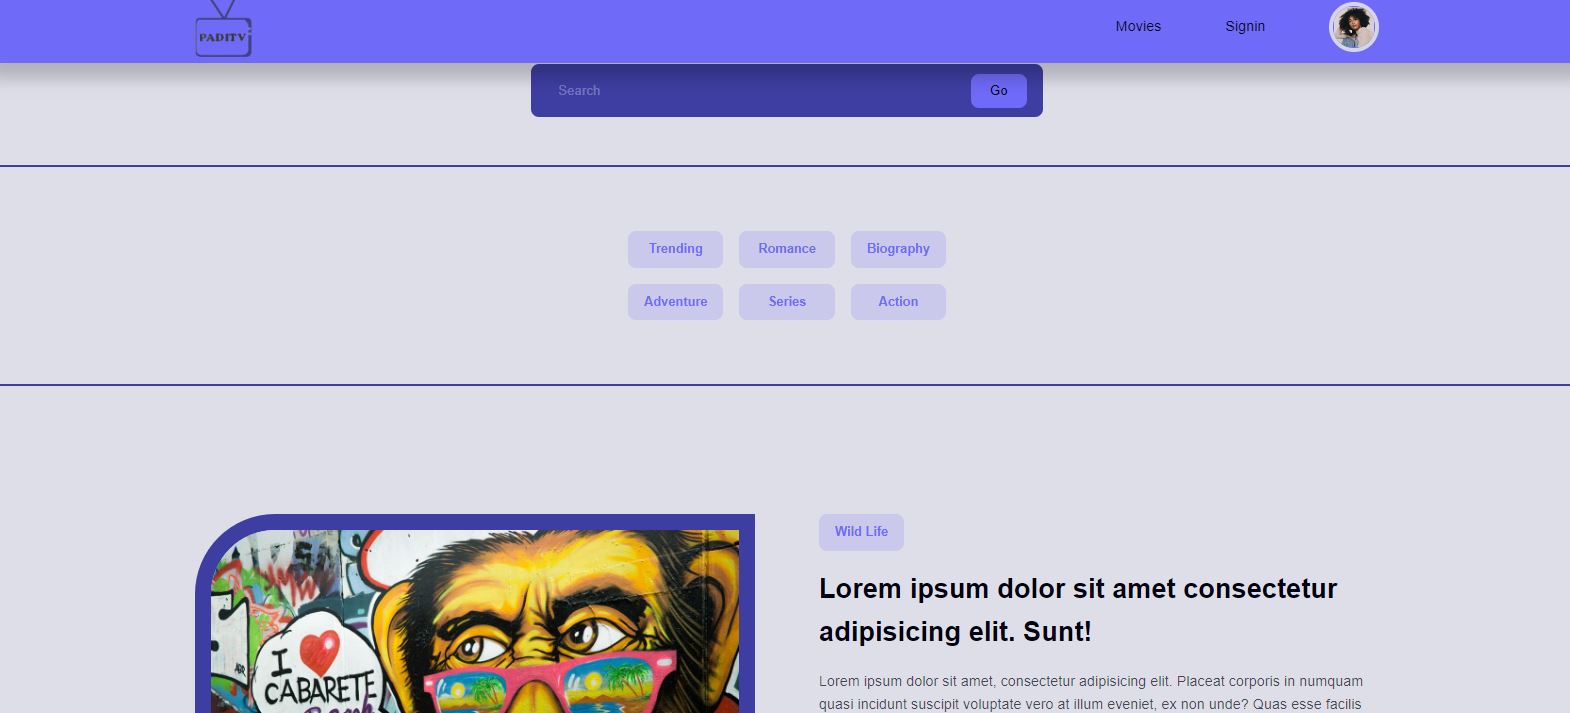 PADITV
Movies
Signin
Search
Go
Trending
Romance
Biography
Adventure
Series
Action
Wild Life
Lorem ipsum dolor sit amet consectetur
adipisicing elit. Sunt!
Lorem ipsum dolor sit amet, consectetur adipisicing elit. Placeat corporis in numquam
quasi incidunt suscipit voluptate vero at illum eveniet, ex non unde? Quas esse facilis
I
CABARETE